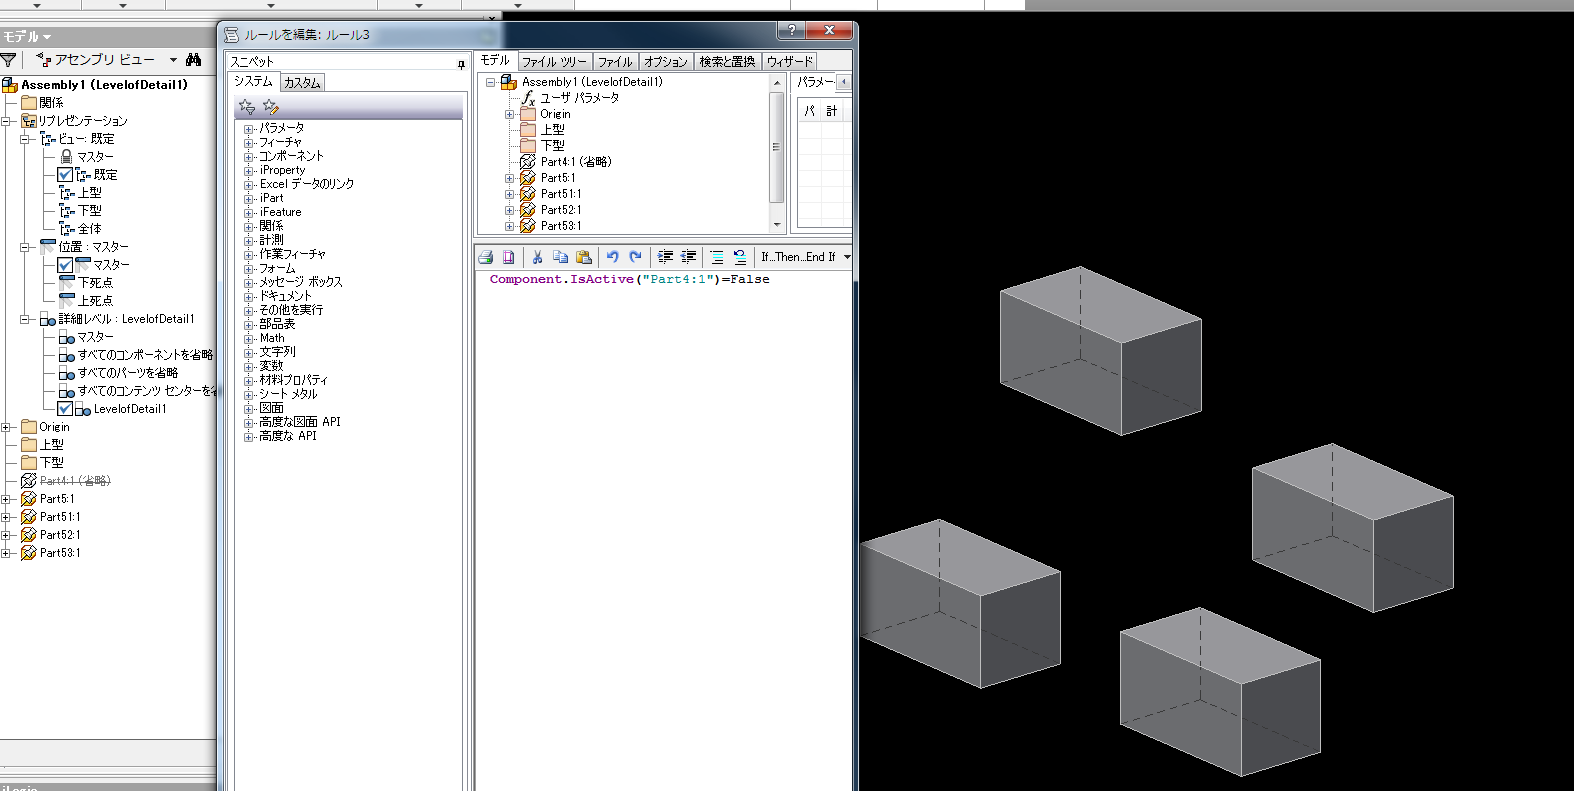 モデル
アセンブリ ビュー
Assembly1 (LevelofDetail1)
関係
リプレゼンテーション
ビュー: 既定
マスター
既定
上型
下型
全体
位置 : マスター
マスター
下死点
上死点
詳細レベル : LevelofDetail1
マスター
すべてのコンポーネントを省略
すべてのパーツを省略
すべてのコンテンツ センターを省
LevelofDetail1
Origin
上型
下型
Part4:1 (省略)
Part5:1
Part51:1
Part52:1
Part53:1
iLogic
ルールを編集: ルール3
スニペット
システム
カスタム
パラメータ
フィーチャ
コンポーネント
iProperty
Excel データのリンク
iPart
iFeature
関係
計測
作業フィーチャ
フォーム
メッセージ ボックス
ドキュメント
その他を実行
部品表
Math
文字列
変数
材料プロパティ
シート メタル
図面
高度な図面 API
高度な API
モデル
ファイル ツリー
ファイル
オプション
検索と置換
ウィザード
Assembly1 (LevelofDetail1)
ユーザ パラメータ
Origin
上型
下型
Part4:1 (省略)
Part5:1
Part51:1
Part52:1
Part53:1
パラメー
パ 計
If...Then...End If
Component.IsActive("Part4:1")=False